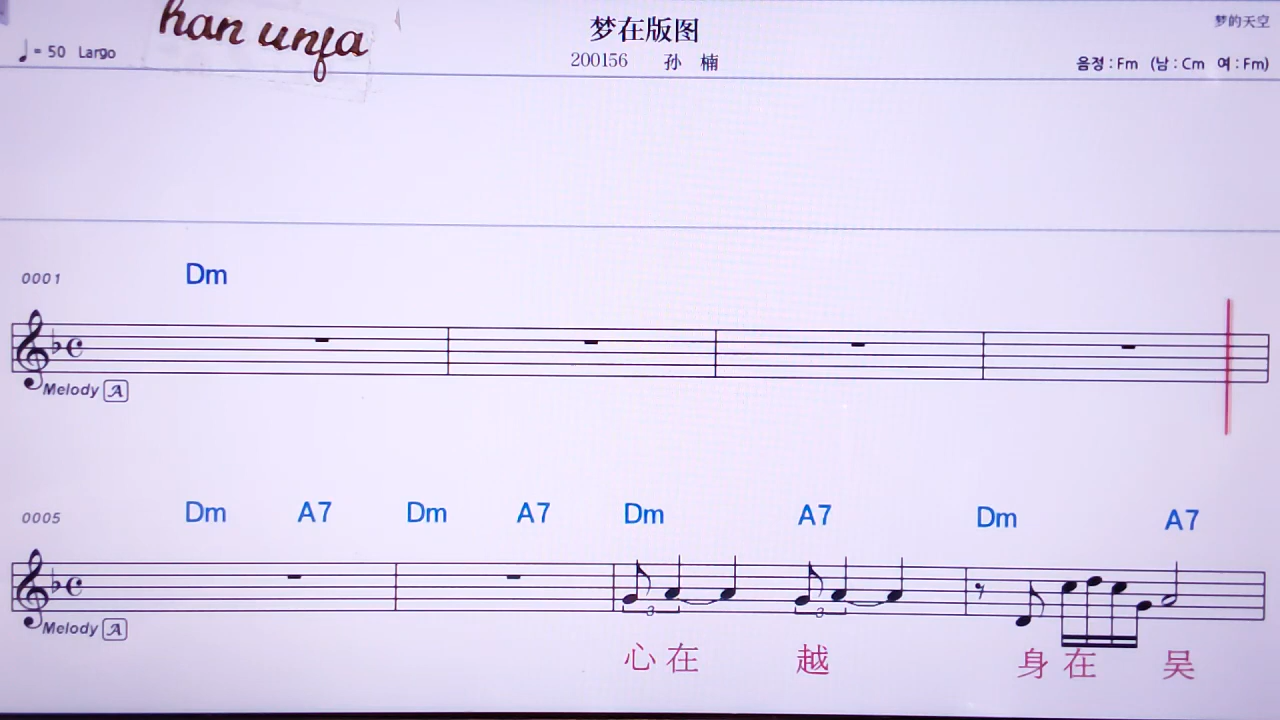 han unfa
梦在版图
梦的天空
♩= 50 Largo
200156 孙 楠
음정 : Fm (남 : Cm 여 : Fm)
0001 Dm
Melody A
0005 Dm A7 Dm A7 Dm A7 Dm A7
3 3
Melody A
心 在 越 身 在 吴